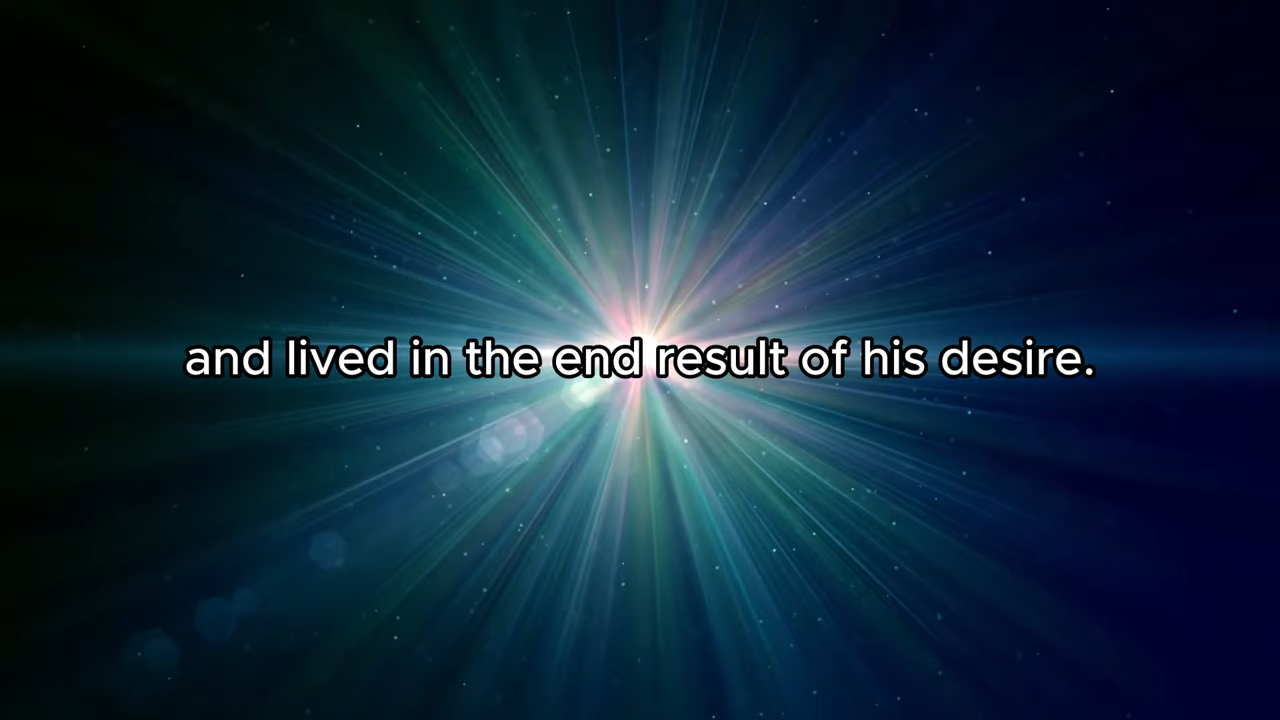 and lived in the end result of his desire.